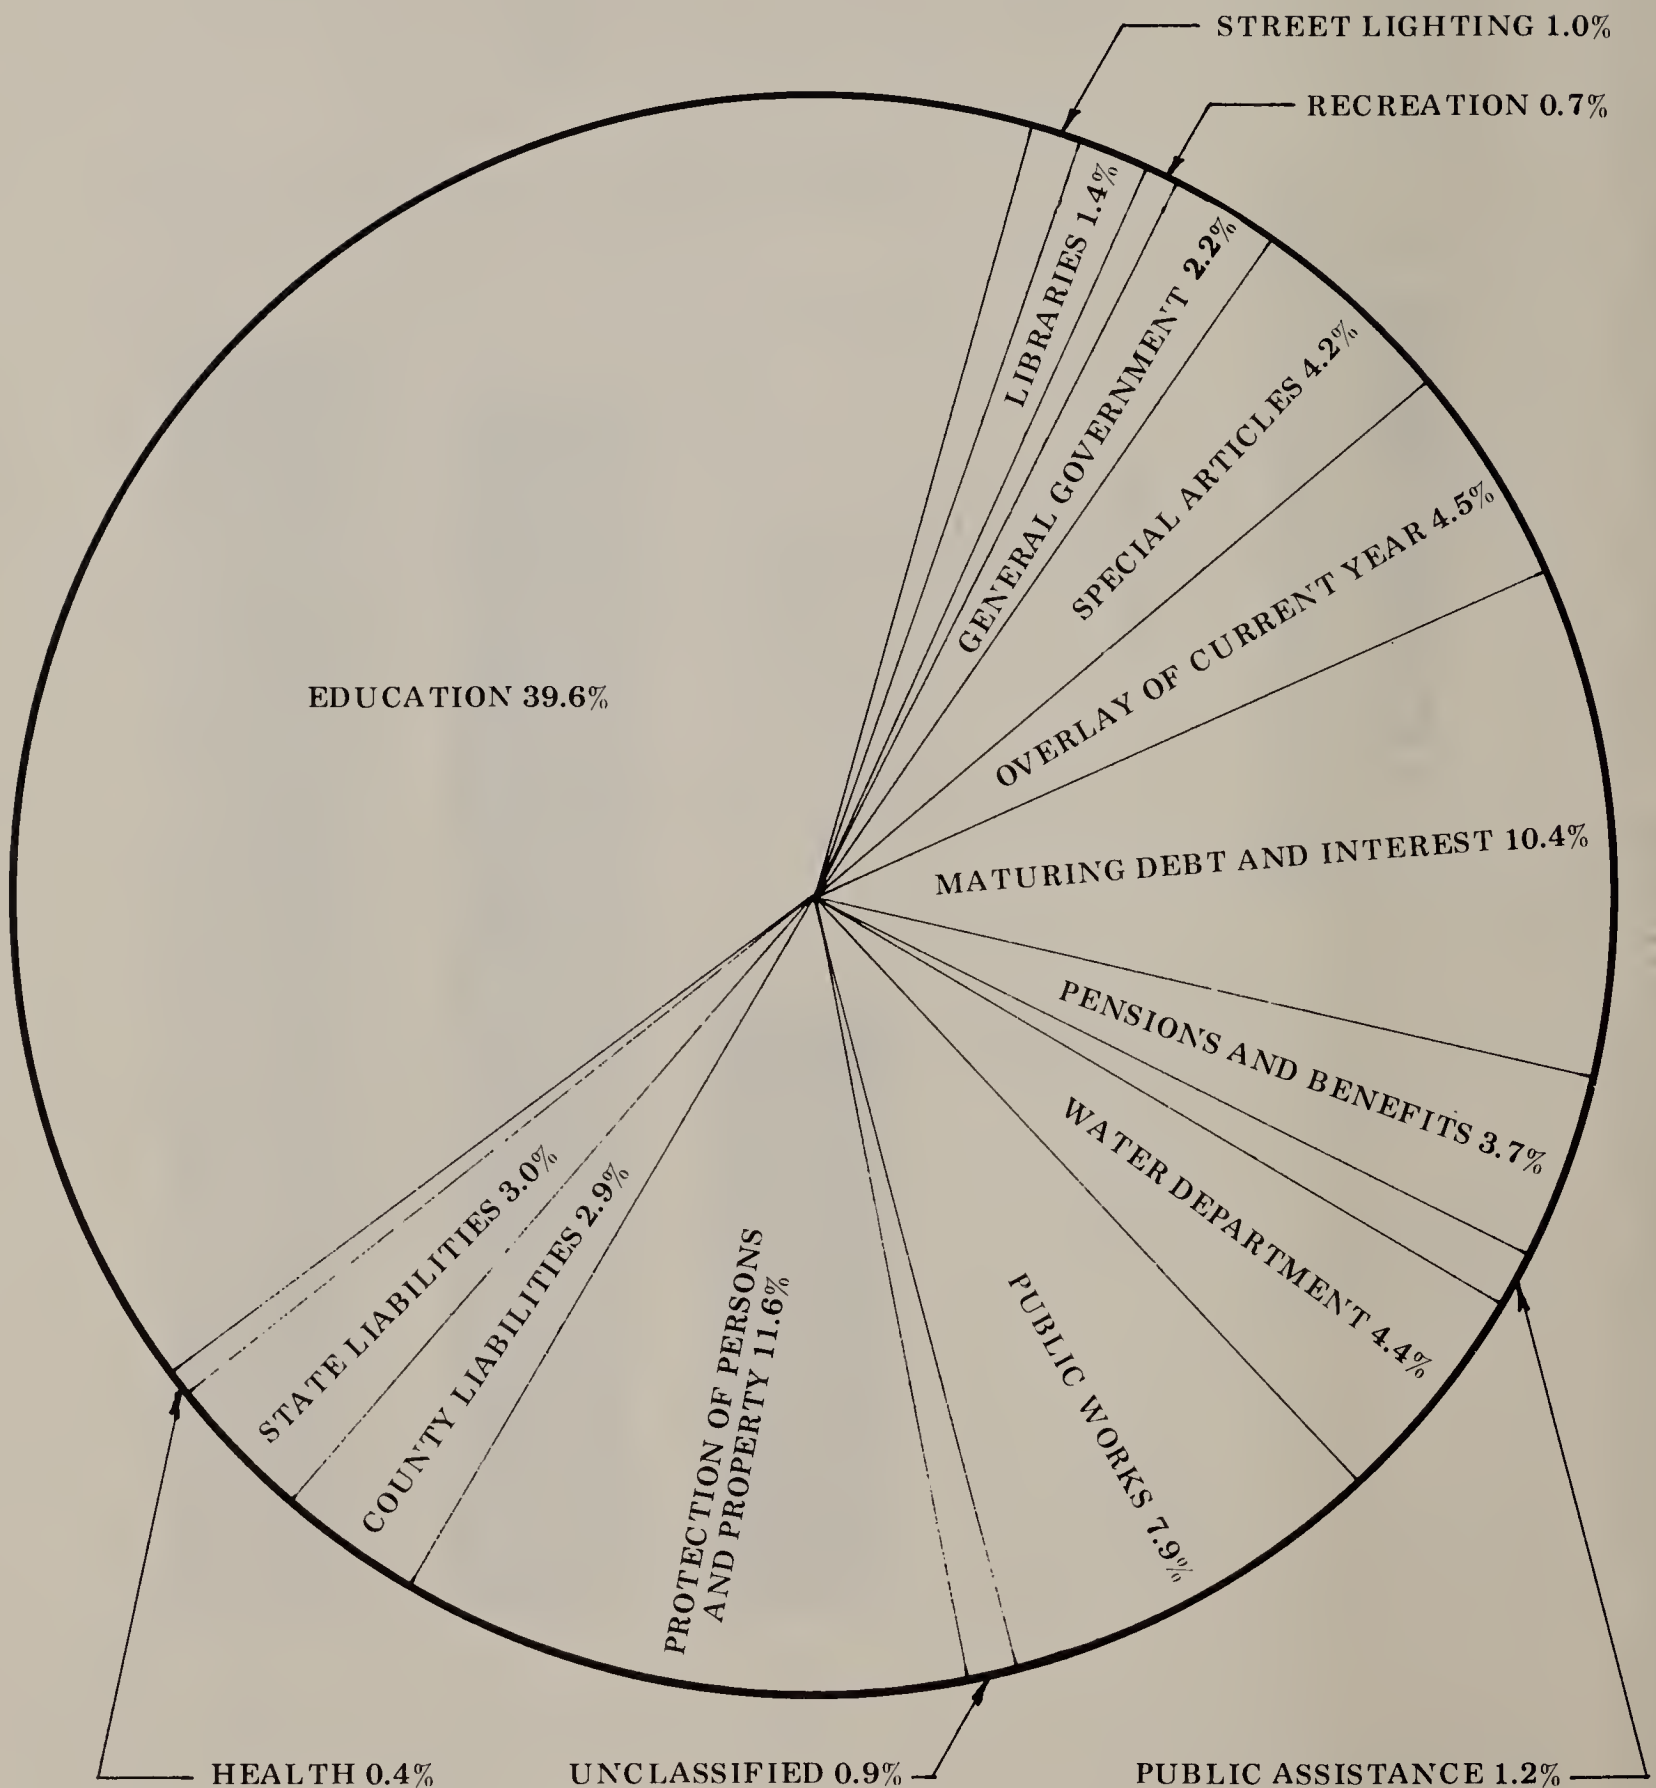 STREET LIGHTING 1.0%
RECREATION 0.7%
LIBRARIES 1.4%
GENERAL GOVERNMENT 2.2%
SPECIAL ARTICLES 4.2%
OVERLAY OF CURRENT YEAR 4.5%
EDUCATION 39.6%
MATURING DEBT AND INTEREST 10.4%
PENSIONS AND BENEFITS 3.7%
WATER DEPARTMENT 4.4%
PUBLIC WORKS 7.9%
PROTECTION OF PERSONS
AND PROPERTY 11.6%
COUNTY LIABILITIES 2.9%
STATE LIABILITIES 3.0%
HEALTH 0.4%
UNCLASSIFIED 0.9%
PUBLIC ASSISTANCE 1.2%